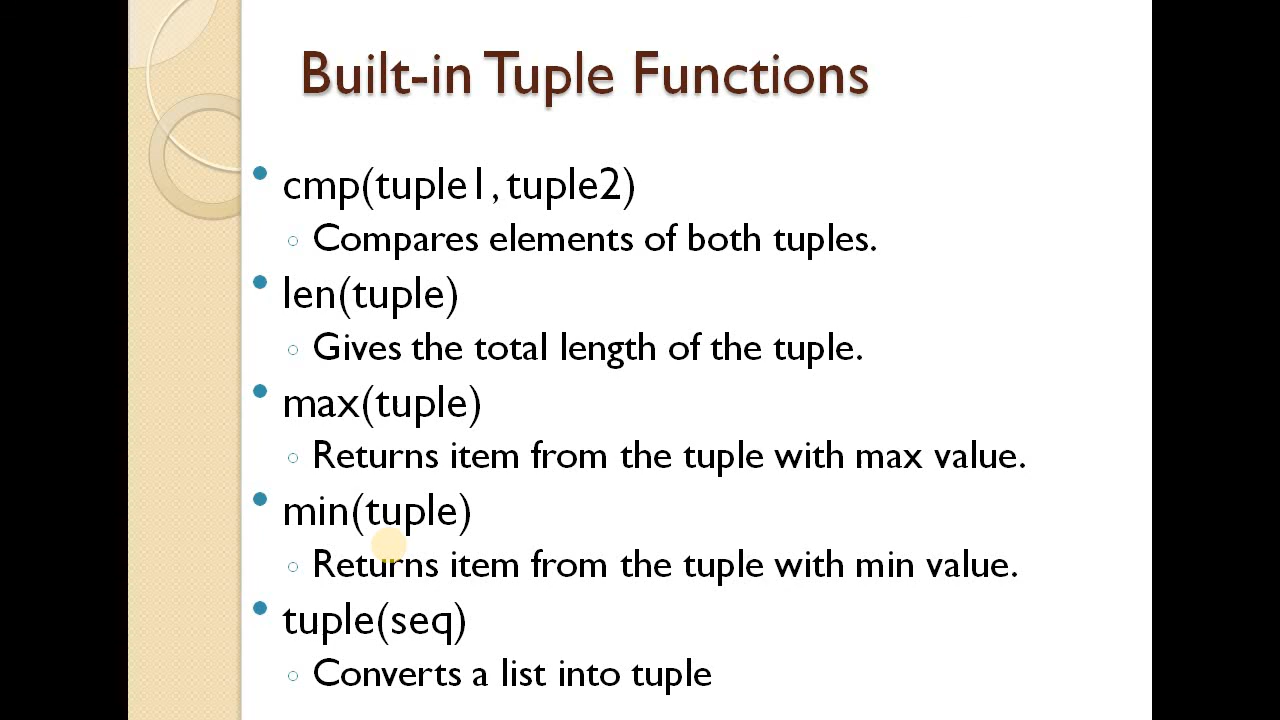 Built-in Tuple Functions
cmp(tuple1, tuple2)
Compares elements of both tuples.
len(tuple)
Gives the total length of the tuple.
max(tuple)
Returns item from the tuple with max value.
min(tuple)
Returns item from the tuple with min value.
tuple(seq)
Converts a list into tuple